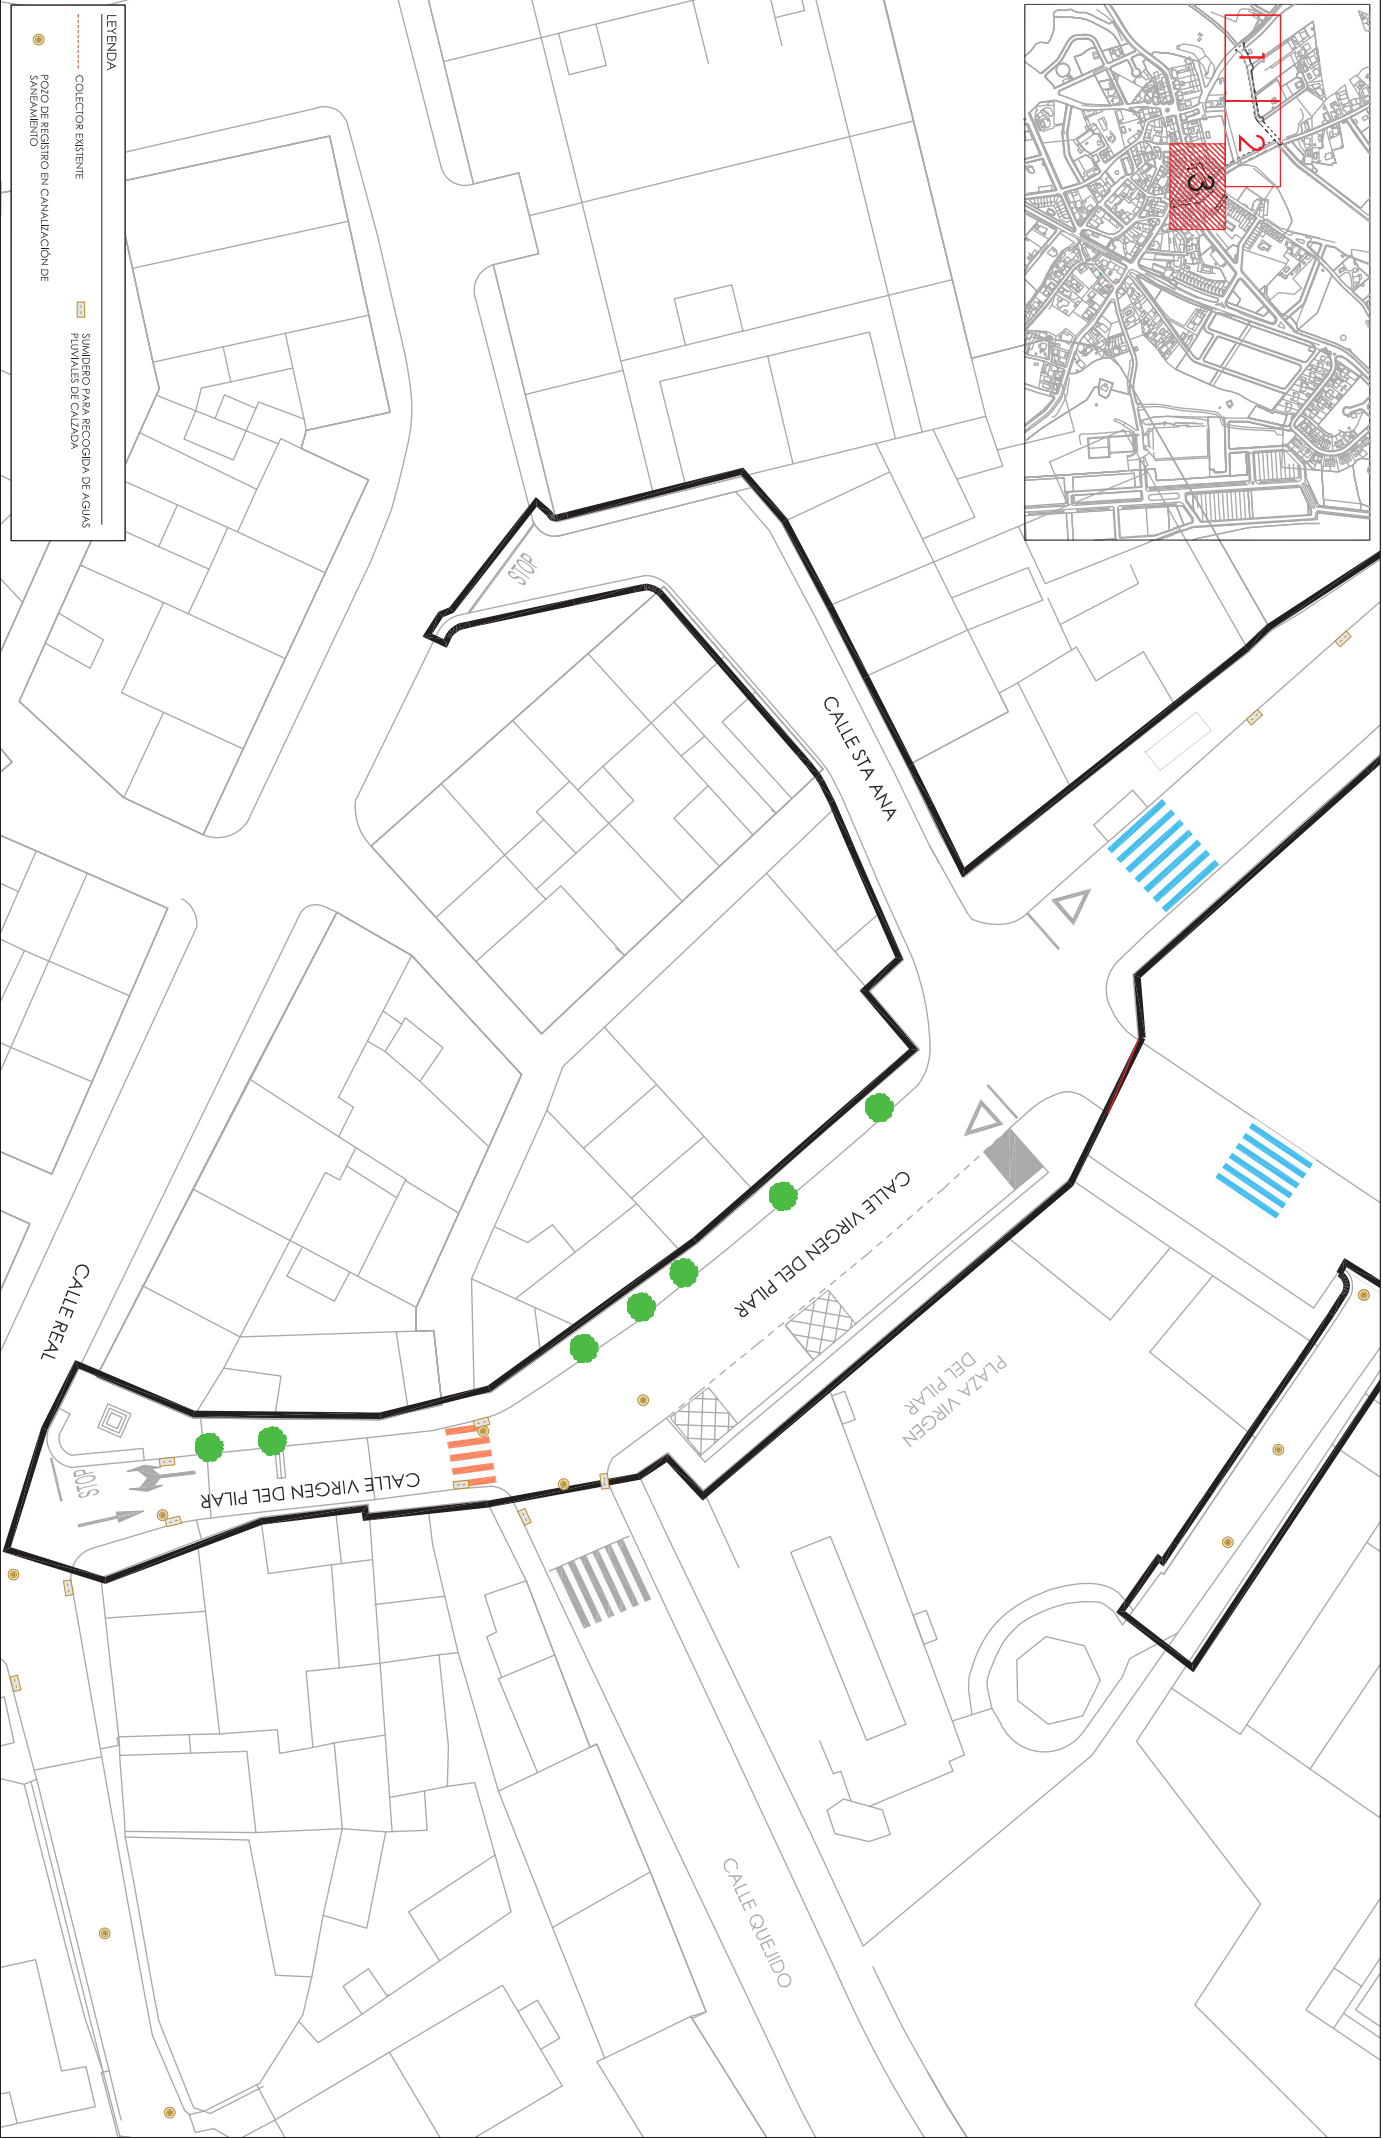 LEYENDA
COLECTOR EXISTENTE
SUMIDERO PARA RECOGIDA DE AGUAS
PLUVIALES DE CALZADA
POZO DE REGISTRO EN CANALIZACIÓN DE
SANEAMIENTO
1
2
3
STOP
CALLE STA ANA
CALLE VIRGEN DEL PILAR
PLAZA VIRGEN
DEL PILAR
CALLE REAL
STOP
CALLE VIRGEN DEL PILAR
CALLE QUEJIDO